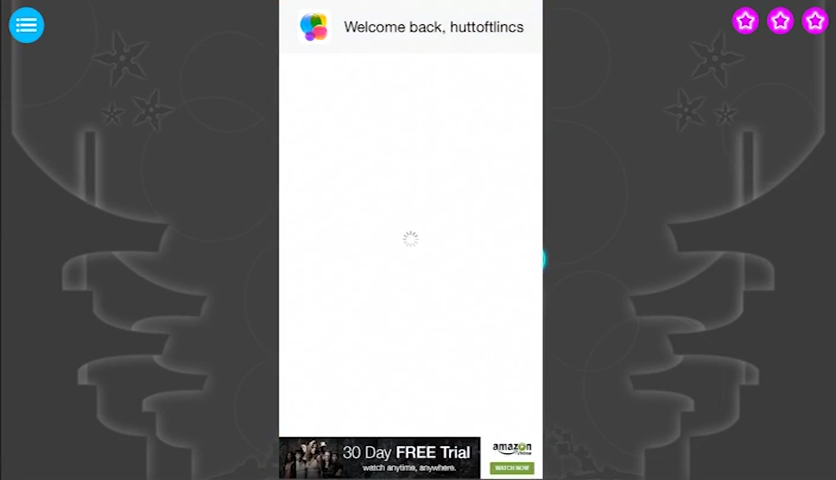 Welcome back, huttoftlincs
30 Day FREE Trial
watch anytime, anywhere.
amazon
WATCH NOW